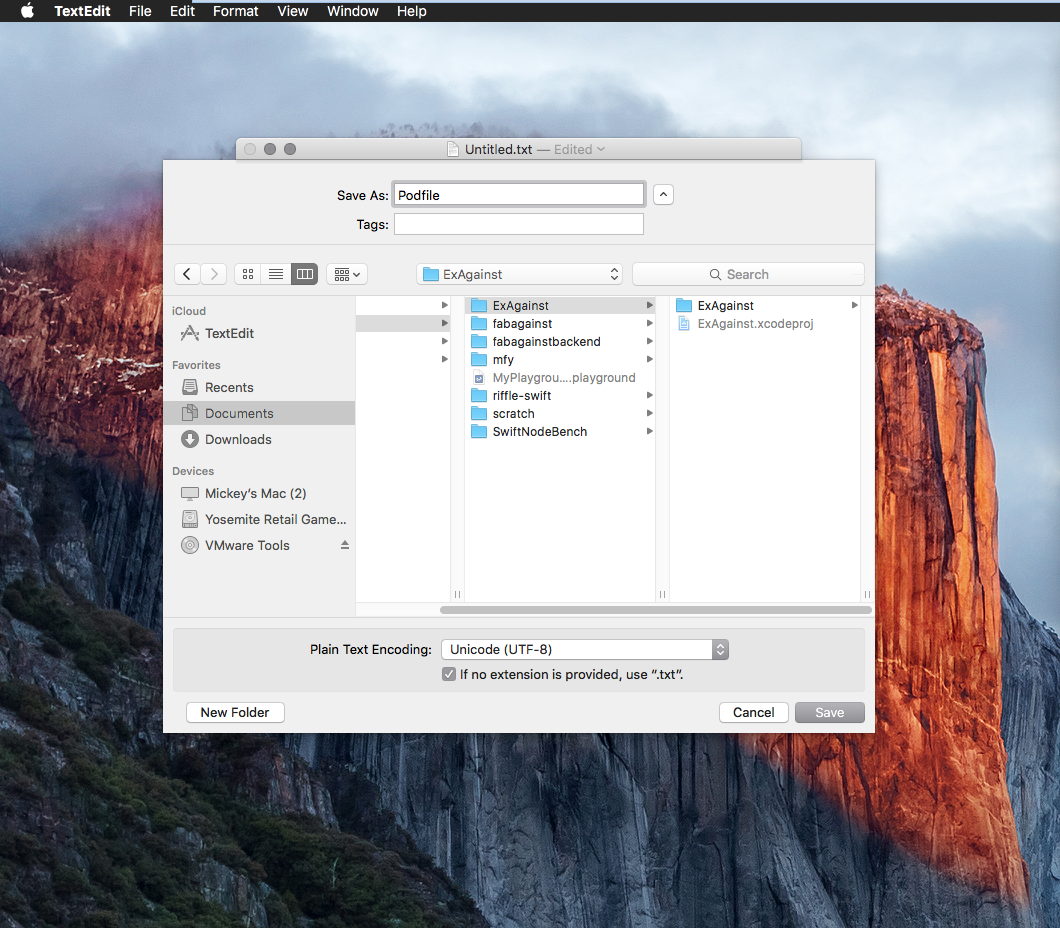 TextEdit File Edit Format View Window Help
Untitled.txt — Edited
Save As: Podfile
Tags:
ExAgainst
Search
iCloud
TextEdit
Favorites
Recents
Documents
Downloads
Devices
Mickey's Mac (2)
Yosemite Retail Game...
VMware Tools
ExAgainst
fabagainst
fabagainstbackend
mfy
MyPlaygrou....playground
riffle-swift
scratch
SwiftNodeBench
ExAgainst
ExAgainst.xcodeproj
Plain Text Encoding: Unicode (UTF-8)
If no extension is provided, use “.txt”.
New Folder
Cancel
Save